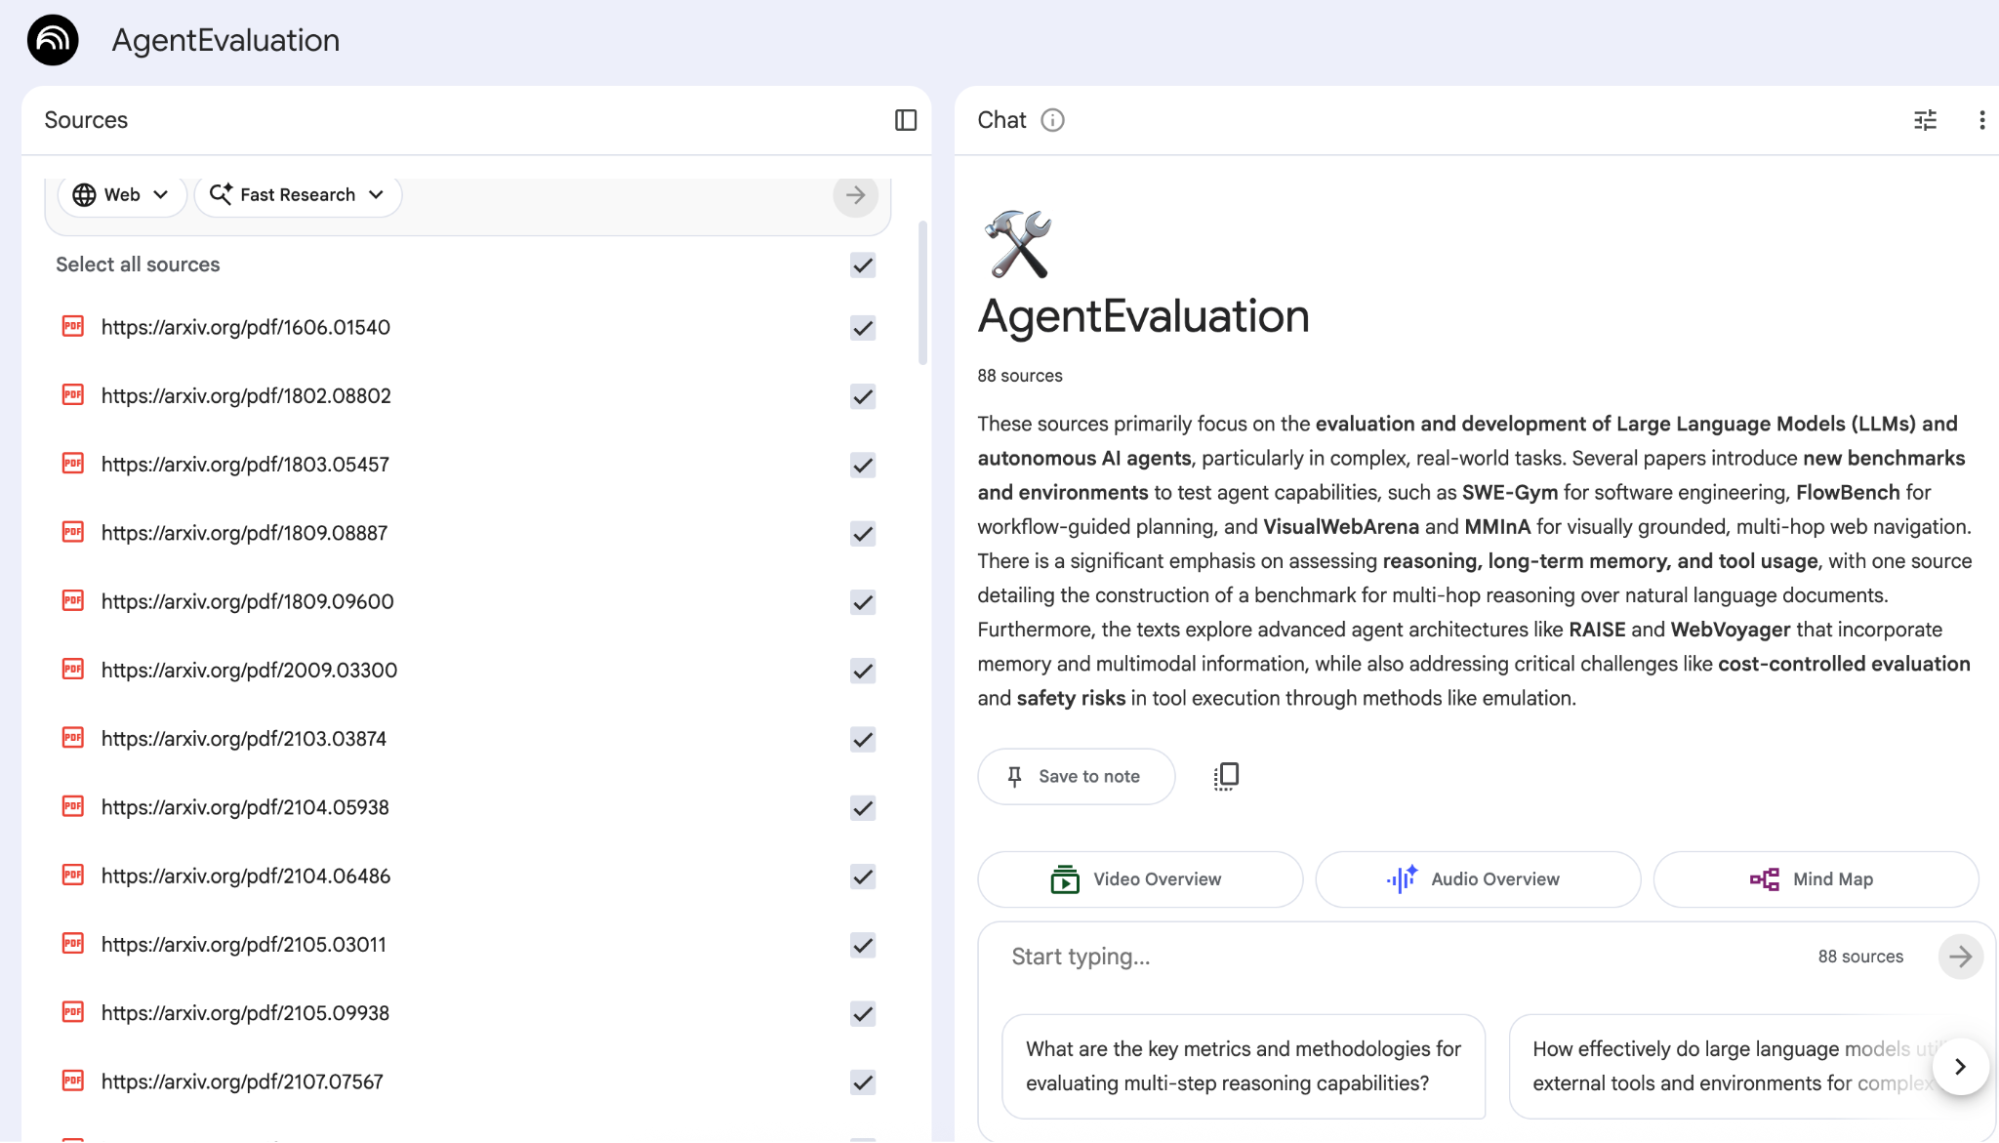 AgentEvaluation
Sources
Web
Fast Research
Select all sources
https://arxiv.org/pdf/1606.01540
https://arxiv.org/pdf/1802.08802
https://arxiv.org/pdf/1803.05457
https://arxiv.org/pdf/1809.08887
https://arxiv.org/pdf/1809.09600
https://arxiv.org/pdf/2009.03300
https://arxiv.org/pdf/2103.03874
https://arxiv.org/pdf/2104.05938
https://arxiv.org/pdf/2104.06486
https://arxiv.org/pdf/2105.03011
https://arxiv.org/pdf/2105.09938
https://arxiv.org/pdf/2107.07567
Chat
AgentEvaluation
88 sources
These sources primarily focus on the evaluation and development of Large Language Models (LLMs) and
autonomous AI agents, particularly in complex, real-world tasks. Several papers introduce new benchmarks
and environments to test agent capabilities, such as SWE-Gym for software engineering, FlowBench for
workflow-guided planning, and VisualWebArena and MMInA for visually grounded, multi-hop web navigation.
There is a significant emphasis on assessing reasoning, long-term memory, and tool usage, with one source
detailing the construction of a benchmark for multi-hop reasoning over natural language documents.
Furthermore, the texts explore advanced agent architectures like RAISE and WebVoyager that incorporate
memory and multimodal information, while also addressing critical challenges like cost-controlled evaluation
and safety risks in tool execution through methods like emulation.
Save to note
Video Overview
Audio Overview
Mind Map
Start typing...
88 sources
What are the key metrics and methodologies for
evaluating multi-step reasoning capabilities?
How effectively do large language models
external tools and environments for complex